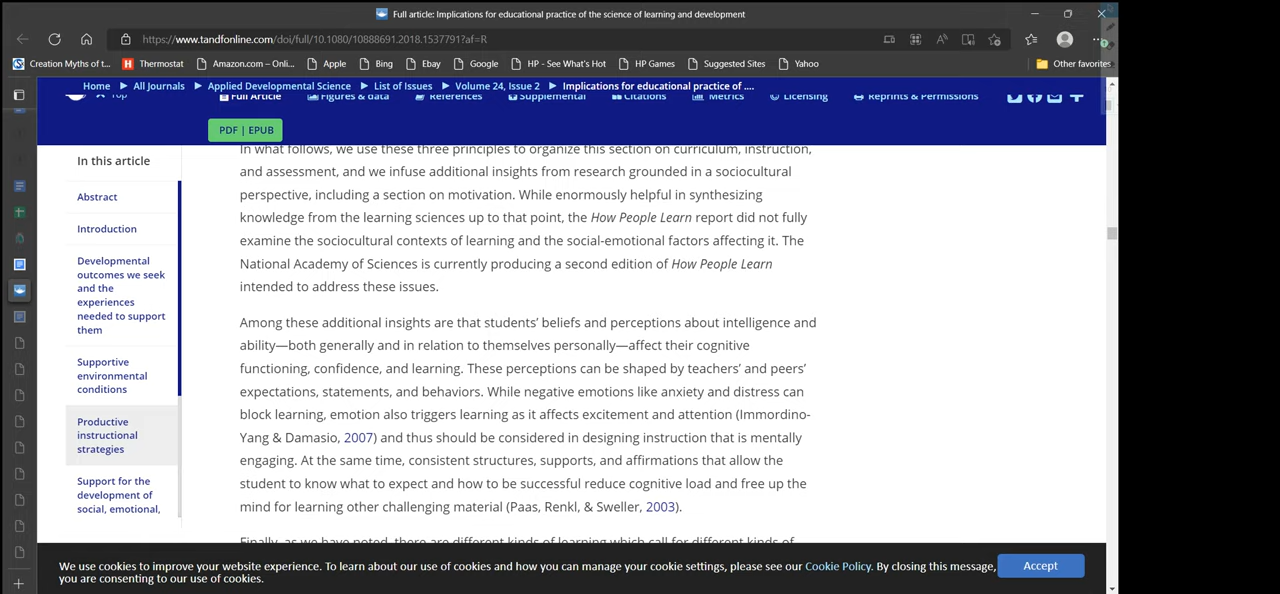 Full article: Implications for educational practice of the science of learning and development
https://www.tandfonline.com/doi/full/10.1080/10888691.2018.1537791?af=R
Creation Myths of t... Thermostat Amazon.com – Onli... Apple Bing Ebay Google HP - See What's Hot HP Games Suggested Sites Yahoo Other favorites
Home ▶ All Journals ▶ Applied Developmental Science ▶ List of Issues ▶ Volume 24, Issue 2 ▶ Implications for educational practice of ....
Top Full Article Figures & data References Supplemental Citations Metrics Licensing Reprints & Permissions
PDF | EPUB
In this article
Abstract
Introduction
Developmental
outcomes we seek
and the
experiences
needed to support
them
Supportive
environmental
conditions
Productive
instructional
strategies
Support for the
development of
social, emotional,
In what follows, we use these three principles to organize this section on curriculum, instruction,
and assessment, and we infuse additional insights from research grounded in a sociocultural
perspective, including a section on motivation. While enormously helpful in synthesizing
knowledge from the learning sciences up to that point, the How People Learn report did not fully
examine the sociocultural contexts of learning and the social-emotional factors affecting it. The
National Academy of Sciences is currently producing a second edition of How People Learn
intended to address these issues.
Among these additional insights are that students' beliefs and perceptions about intelligence and
ability—both generally and in relation to themselves personally—affect their cognitive
functioning, confidence, and learning. These perceptions can be shaped by teachers' and peers'
expectations, statements, and behaviors. While negative emotions like anxiety and distress can
block learning, emotion also triggers learning as it affects excitement and attention (Immordino-
Yang & Damasio, 2007) and thus should be considered in designing instruction that is mentally
engaging. At the same time, consistent structures, supports, and affirmations that allow the
student to know what to expect and how to be successful reduce cognitive load and free up the
mind for learning other challenging material (Paas, Renkl, & Sweller, 2003).
Finally, as we have noted, there are different kinds of learning which call for different kinds of
We use cookies to improve your website experience. To learn about our use of cookies and how you can manage your cookie settings, please see our Cookie Policy. By closing this message,
you are consenting to our use of cookies.
Accept